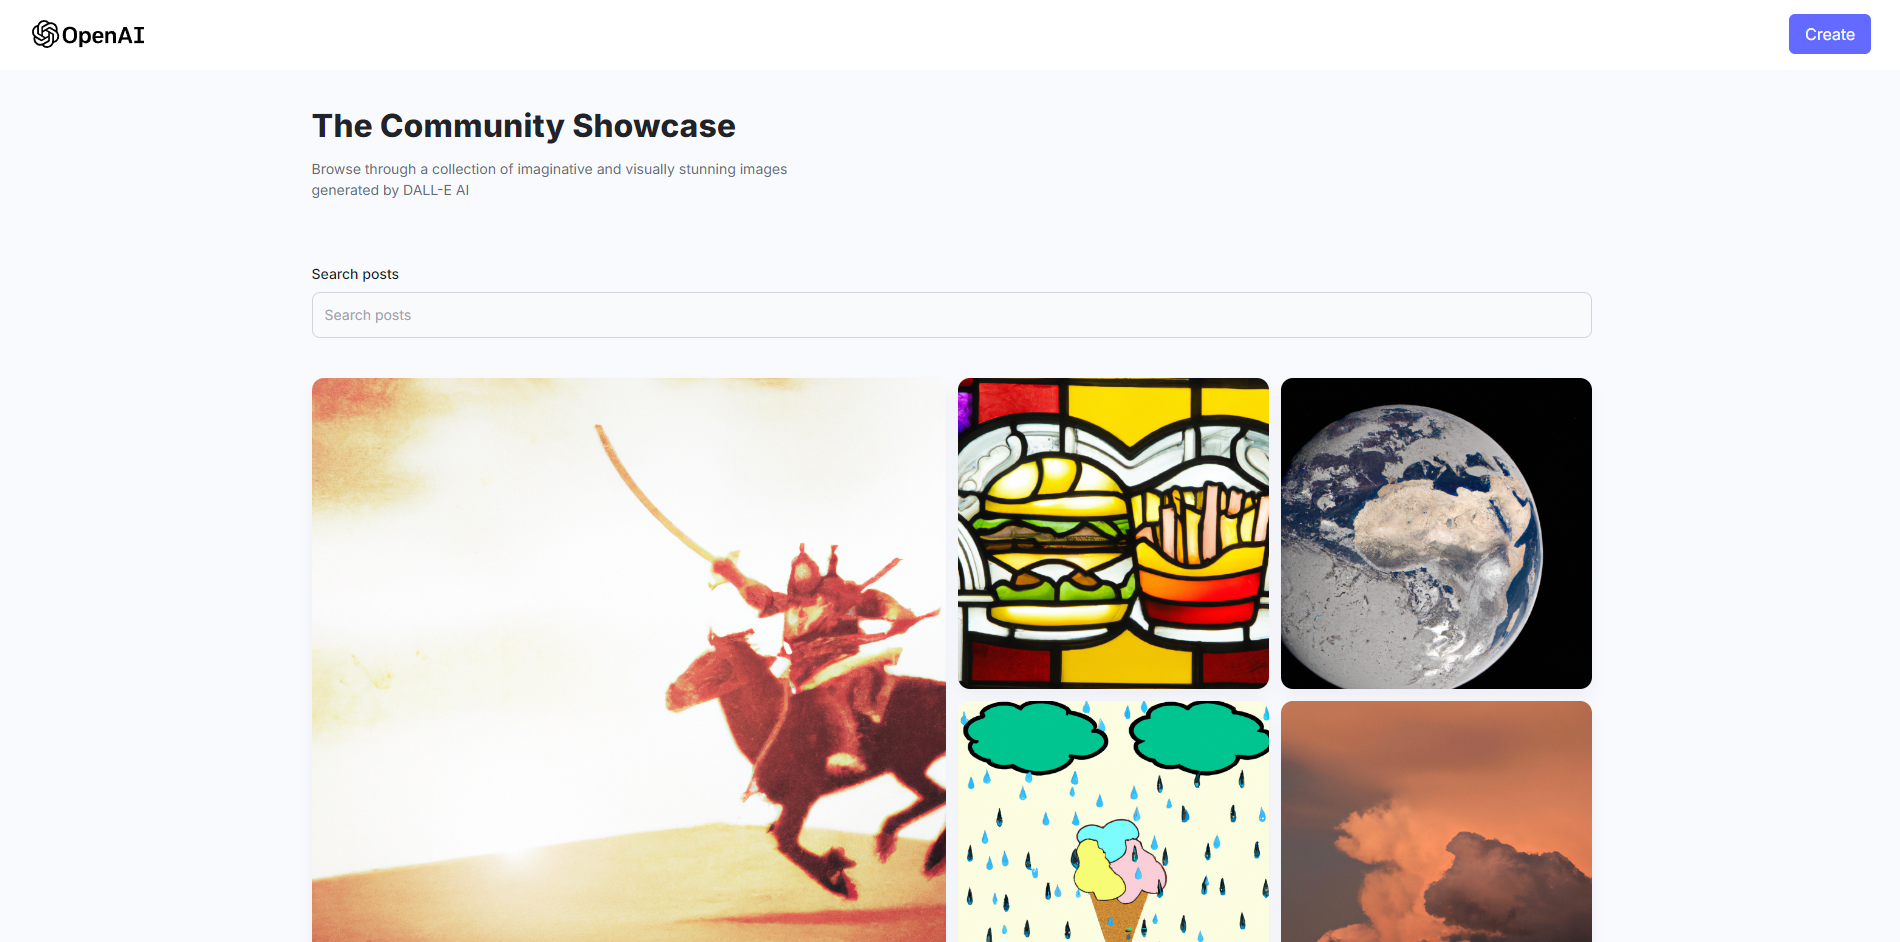 OpenAI
Create
The Community Showcase
Browse through a collection of imaginative and visually stunning images
generated by DALL-E AI
Search posts
Search posts